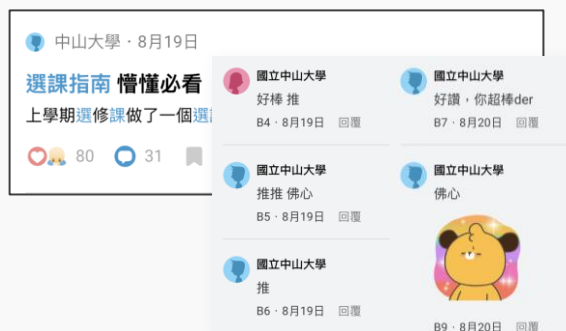 中山大學・8月19日
選課指南 懵懂必看
上學期選修課做了一個選
80 31
國立中山大學
好棒 推
B4・8月19日 回覆
國立中山大學
推推 佛心
B5・8月19日 回覆
國立中山大學
推
B6・8月19日 回覆
國立中山大學
好讚，你超棒der
B7・8月20日 回覆
國立中山大學
佛心
B9・8月20日 回覆